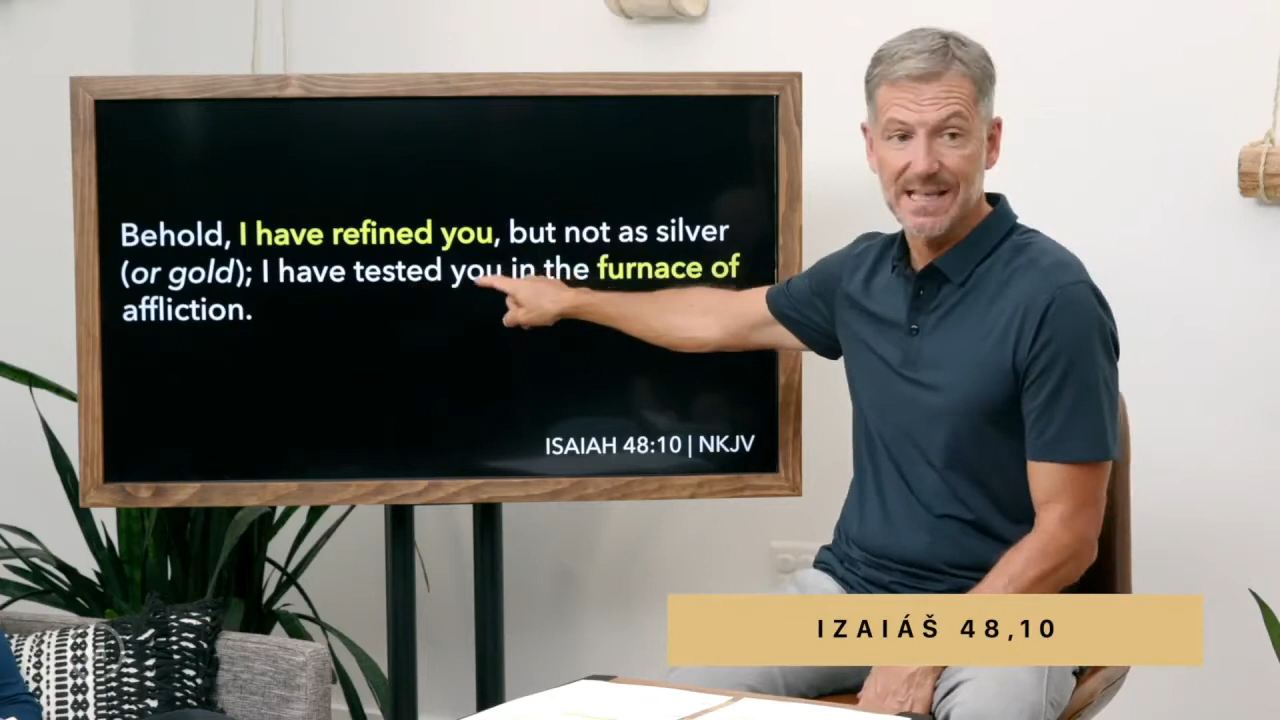 Behold, I have refined you, but not as silver
(or gold); I have tested you in the furnace of
affliction.
ISAIAH 48:10 | NKJV
IZAIÁŠ 48,10